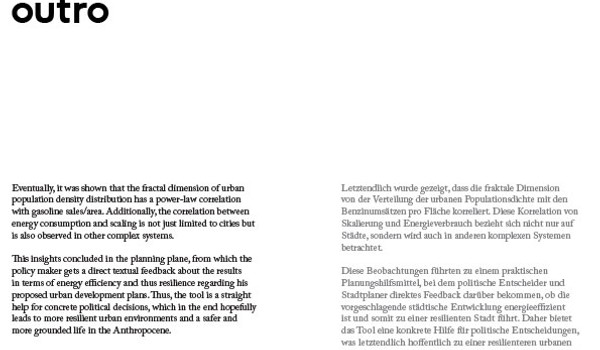 outro
Eventually, it was shown that the fractal dimension of urban
population density distribution has a power-law correlation
with gasoline sales/area. Additionally, the correlation between
energy consumption and scaling is not just limited to cities but
is also observed in other complex systems.
This insights concluded in the planning plane, from which the
policy maker gets a direct textual feedback about the results
in terms of energy efficiency and thus resilience regarding his
proposed urban development plans. Thus, the tool is a straight
help for concrete political decisions, which in the end hopefully
leads to more resilient urban environments and a safer and
more grounded life in the Anthropocene.
Letztendlich wurde gezeigt, dass die fraktale Dimension
von der Verteilung der urbanen Populationsdichte mit den
Benzinumsätzen pro Fläche korreliert. Diese Korrelation von
Skalierung und Energieverbrauch bezieht sich nicht nur auf
Städte, sondern wird auch in anderen komplexen Systemen
betrachtet.
Diese Beobachtungen führten zu einem praktischen
Planungshilfsmittel, bei dem politische Entscheider und
Stadtplaner direktes Feedback darüber bekommen, ob die
vorgeschlagende städtische Entwicklung energieeffizient
ist und somit zu einer resilienten Stadt führt. Daher bietet
das Tool eine konkrete Hilfe für politische Entscheidungen,
was letztendlich hoffentlich zu einer resilienteren urbanen